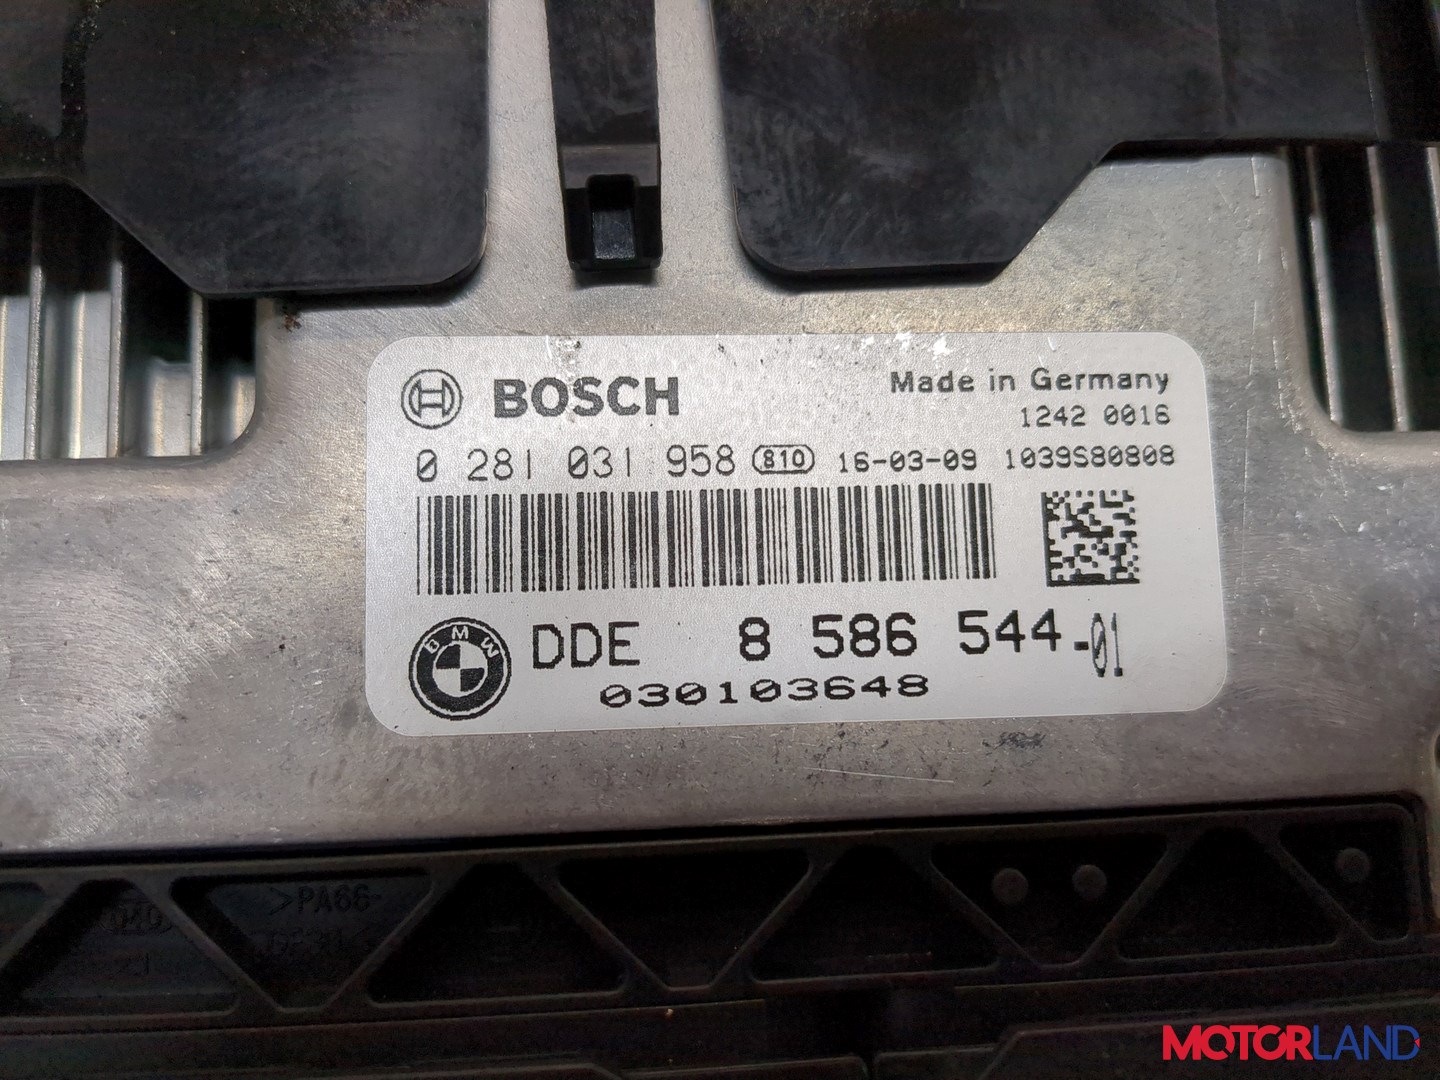 BOSCH
Made in Germany
1242 0016
0 281 031 958 810 16-03-09 1039S80808
BMW
DDE 8 586 544-01
030103648
>PA66-
MOTORLAND